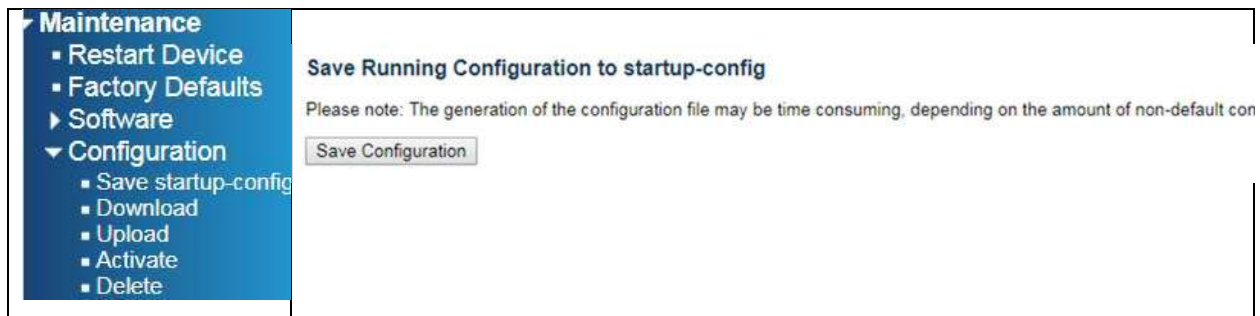 Maintenance
Restart Device
Factory Defaults
Software
Configuration
Save startup-config
Download
Upload
Activate
Delete
Save Running Configuration to startup-config
Please note: The generation of the configuration file may be time consuming, depending on the amount of non-default
Save Configuration